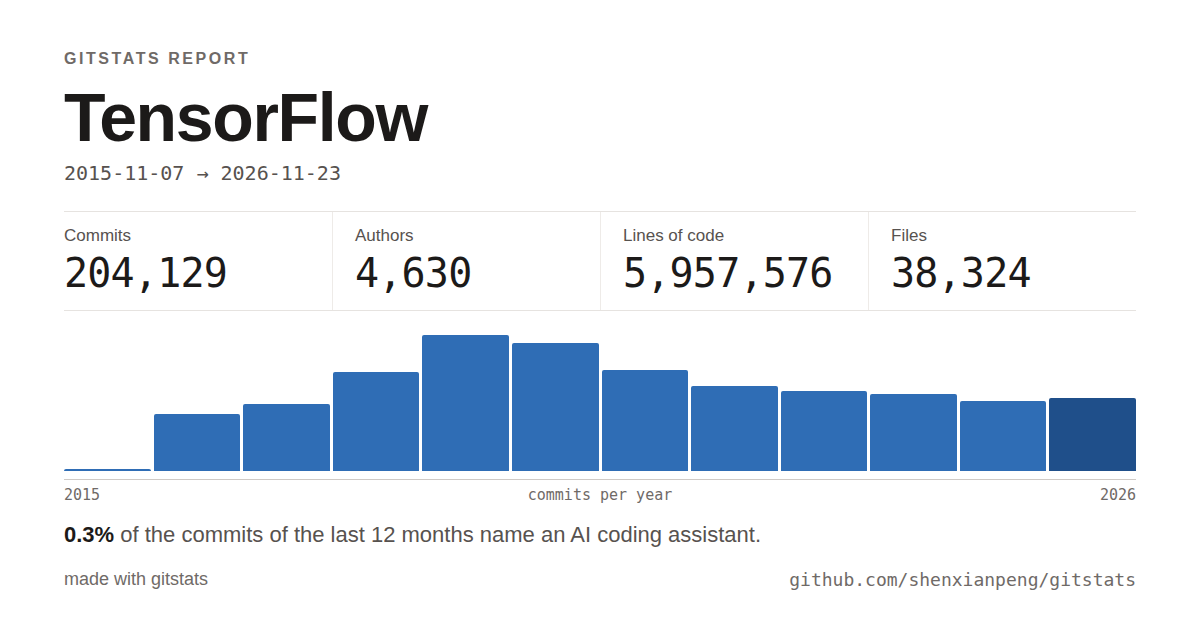 GITSTATS REPORT
TensorFlow
2015-11-07 → 2026-11-23
Commits
204,129
Authors
4,630
Lines of code
5,957,576
Files
38,324
2015
commits per year
2026
0.3% of the commits of the last 12 months name an AI coding assistant.
made with gitstats
github.com/shenxianpeng/gitstats